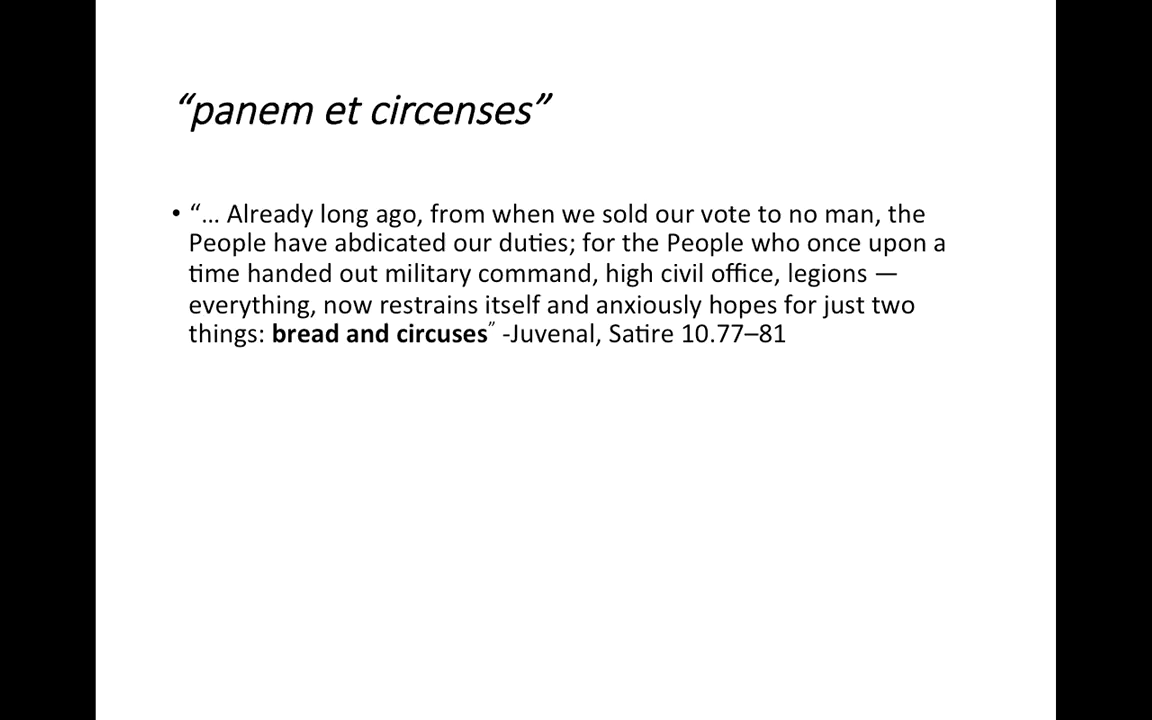 “panem et circenses”
• “... Already long ago, from when we sold our vote to no man, the
People have abdicated our duties; for the People who once upon a
time handed out military command, high civil office, legions —
everything, now restrains itself and anxiously hopes for just two
things: bread and circuses” -Juvenal, Satire 10.77–81